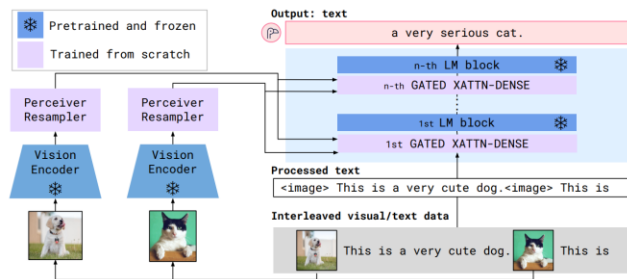 Output: text
Pretrained and frozen
Trained from scratch
a very serious cat.
n-th LM block
n-th GATED XATTN-DENSE
Perceiver
Resampler
Perceiver
Resampler
1st LM block
1st GATED XATTN-DENSE
Vision
Encoder
Vision
Encoder
Processed text
<image> This is a very cute dog.<image> This is
Interleaved visual/text data
This is a very cute dog.
This is